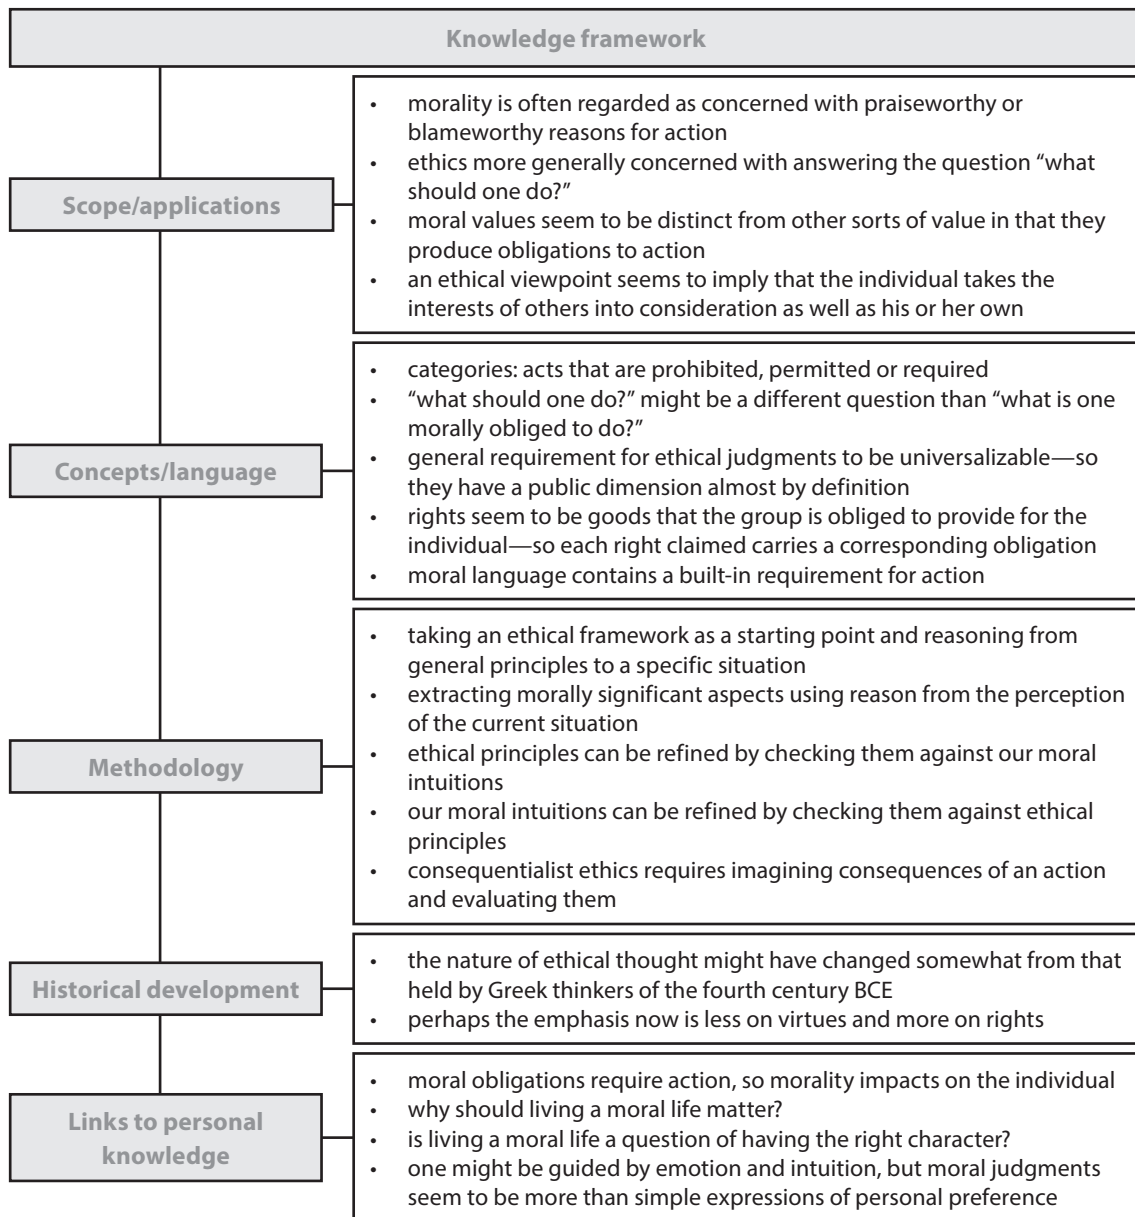 Knowledge framework
Scope/applications
• morality is often regarded as concerned with praiseworthy or
blameworthy reasons for action
• ethics more generally concerned with answering the question “what
should one do?”
• moral values seem to be distinct from other sorts of value in that they
produce obligations to action
• an ethical viewpoint seems to imply that the individual takes the
interests of others into consideration as well as his or her own
Concepts/language
• categories: acts that are prohibited, permitted or required
• “what should one do?” might be a different question than “what is one
morally obliged to do?”
• general requirement for ethical judgments to be universalizable—so
they have a public dimension almost by definition
• rights seem to be goods that the group is obliged to provide for the
individual—so each right claimed carries a corresponding obligation
• moral language contains a built-in requirement for action
Methodology
• taking an ethical framework as a starting point and reasoning from
general principles to a specific situation
• extracting morally significant aspects using reason from the perception
of the current situation
• ethical principles can be refined by checking them against our moral
intuitions
• our moral intuitions can be refined by checking them against ethical
principles
• consequentialist ethics requires imagining consequences of an action
and evaluating them
Historical development
• the nature of ethical thought might have changed somewhat from that
held by Greek thinkers of the fourth century BCE
• perhaps the emphasis now is less on virtues and more on rights
Links to personal
knowledge
• moral obligations require action, so morality impacts on the individual
• why should living a moral life matter?
• is living a moral life a question of having the right character?
• one might be guided by emotion and intuition, but moral judgments
seem to be more than simple expressions of personal preference